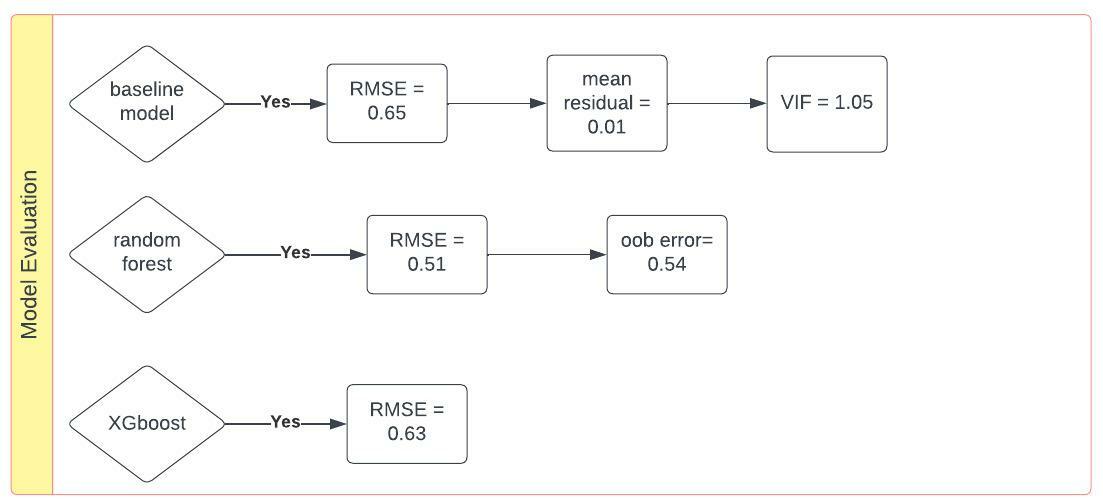 Model Evaluation
baseline
model
Yes
RMSE =
0.65
mean
residual =
0.01
VIF = 1.05
random
forest
Yes
RMSE =
0.51
oob error=
0.54
XGboost
Yes
RMSE =
0.63